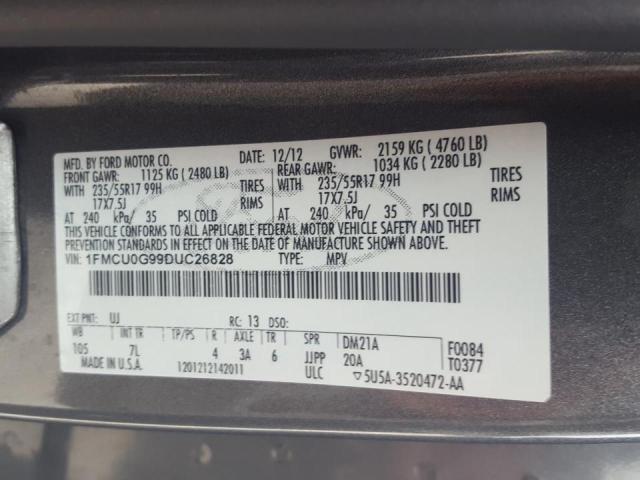 MFD. BY FORD MOTOR CO.
12/12 GVWR: 2159 KG ( 4760 LB)
FRONT GAWR: 1125 KG ( 2480 LB)
REAR GAWR: 1034 KG ( 2280 LB)
WITH 235/55R17 99H TIRES
17X7.5J RIMS
AT 240 kPa/ 35 PSI COLD
WITH 235/55R17 99H TIRES
17X7.5J RIMS
AT 240 kPa/ 35 PSI COLD
THIS VEHICLE CONFORMS TO ALL APPLICABLE FEDERAL MOTOR VEHICLE SAFETY AND BUMPER
STANDARDS IN EFFECT ON THE DATE OF MANUFACTURE SHOWN ABOVE.
VIN: 1FMCU0G99DUC26828 TYPE: MPV
EXT PNT: UJ RC: 13 DSO:
WB INT TR TP/PS R AXLE TR SPR DM21A F0084
105 7L 4 3A 6 JJPP 20A T0377
MADE IN U.S.A. 1201212142011 ULC ▽5U5A-3520472-AA